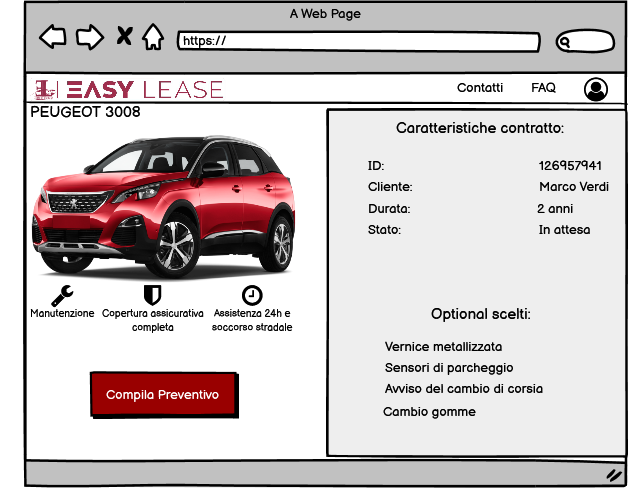 A Web Page
https://
EASY LEASE
Contatti FAQ
PEUGEOT 3008
Caratteristiche contratto:
ID: 126957941
Cliente: Marco Verdi
Durata: 2 anni
Stato: In attesa
Manutenzione
Copertura assicurativa
completa
Assistenza 24h e
soccorso stradale
Optional scelti:
Vernice metallizzata
Sensori di parcheggio
Avviso del cambio di corsia
Cambio gomme
Compila Preventivo